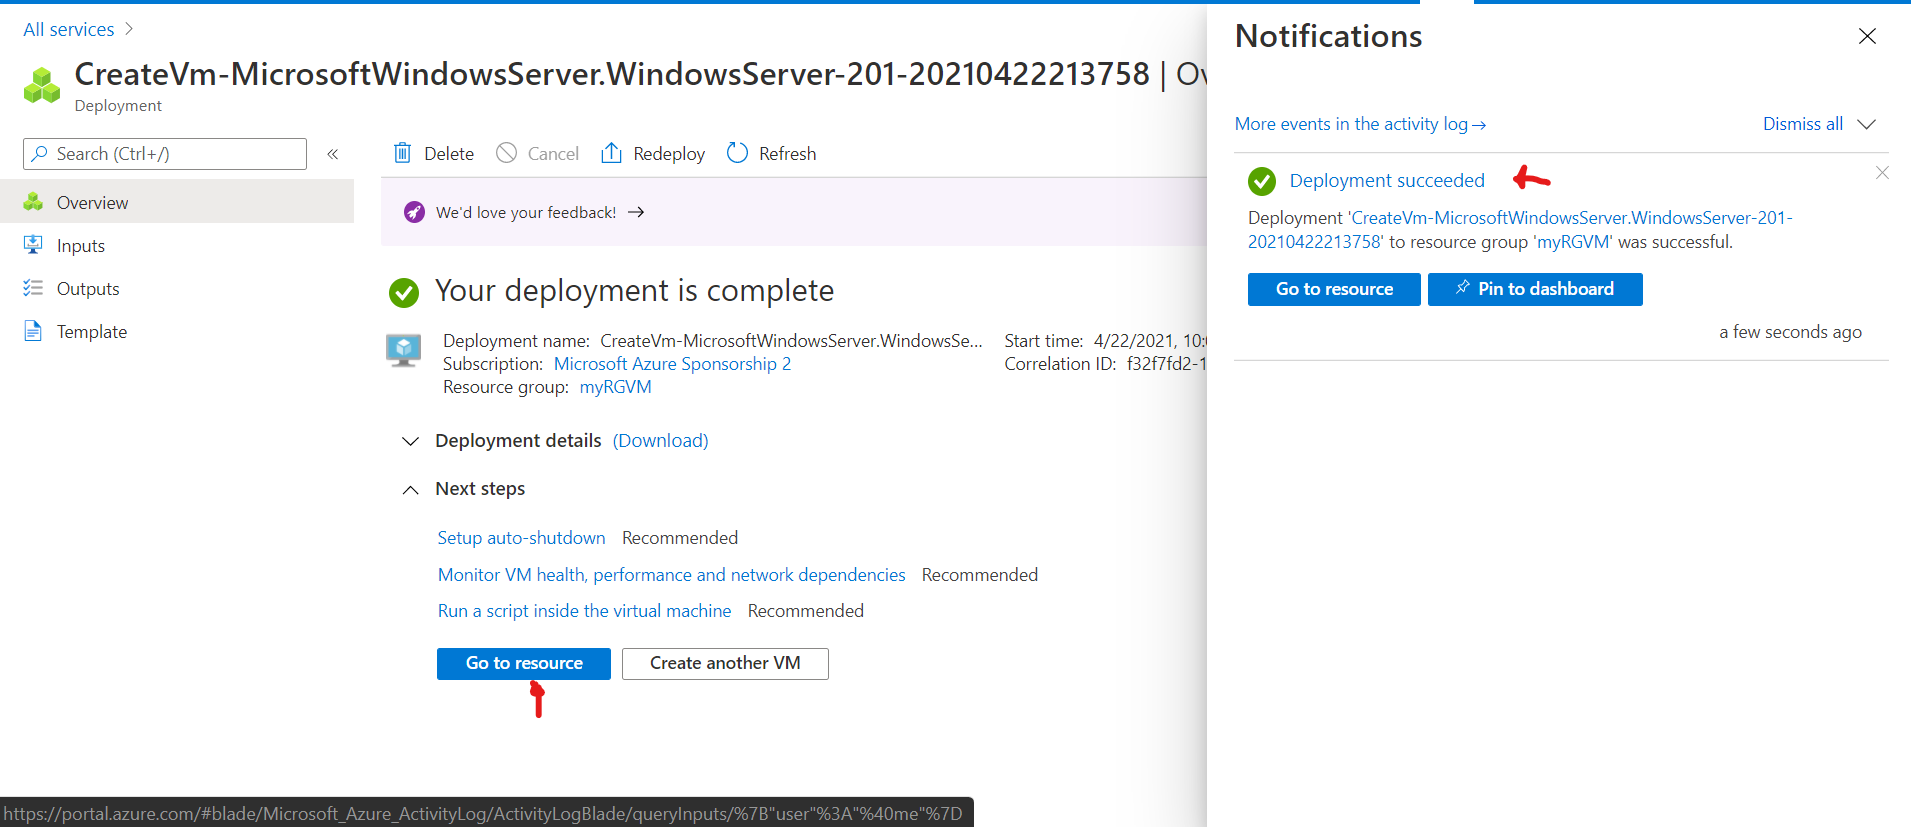 All services
CreateVm-MicrosoftWindowsServer.WindowsServer-201-20210422213758 | Ov
Deployment
Search (Ctrl+/)
Overview
Inputs
Outputs
Template
Delete Cancel Redeploy Refresh
We'd love your feedback! →
Your deployment is complete
Deployment name: CreateVm-MicrosoftWindowsServer.WindowsSe... Start time: 4/22/2021, 10:
Subscription: Microsoft Azure Sponsorship 2 Correlation ID: f32f7fd2-1
Resource group: myRGVM
Deployment details (Download)
Next steps
Setup auto-shutdown Recommended
Monitor VM health, performance and network dependencies Recommended
Run a script inside the virtual machine Recommended
Go to resource Create another VM
https://portal.azure.com/#blade/Microsoft_Azure_ActivityLog/ActivityLogBlade/queryInputs/%7B"user"%3A"%40me"%7D
Notifications
More events in the activity log → Dismiss all
Deployment succeeded
Deployment 'CreateVm-MicrosoftWindowsServer.WindowsServer-201-
20210422213758' to resource group 'myRGVM' was successful.
Go to resource Pin to dashboard
a few seconds ago